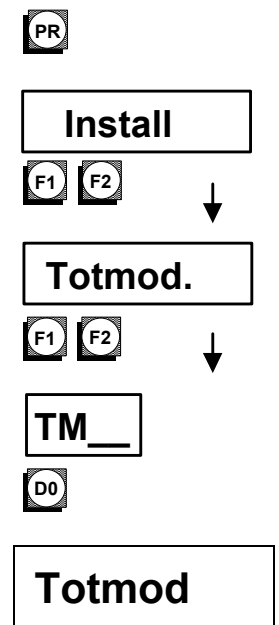 PR
Install
F1 F2
Totmod.
F1 F2
TM__
D0
Totmod